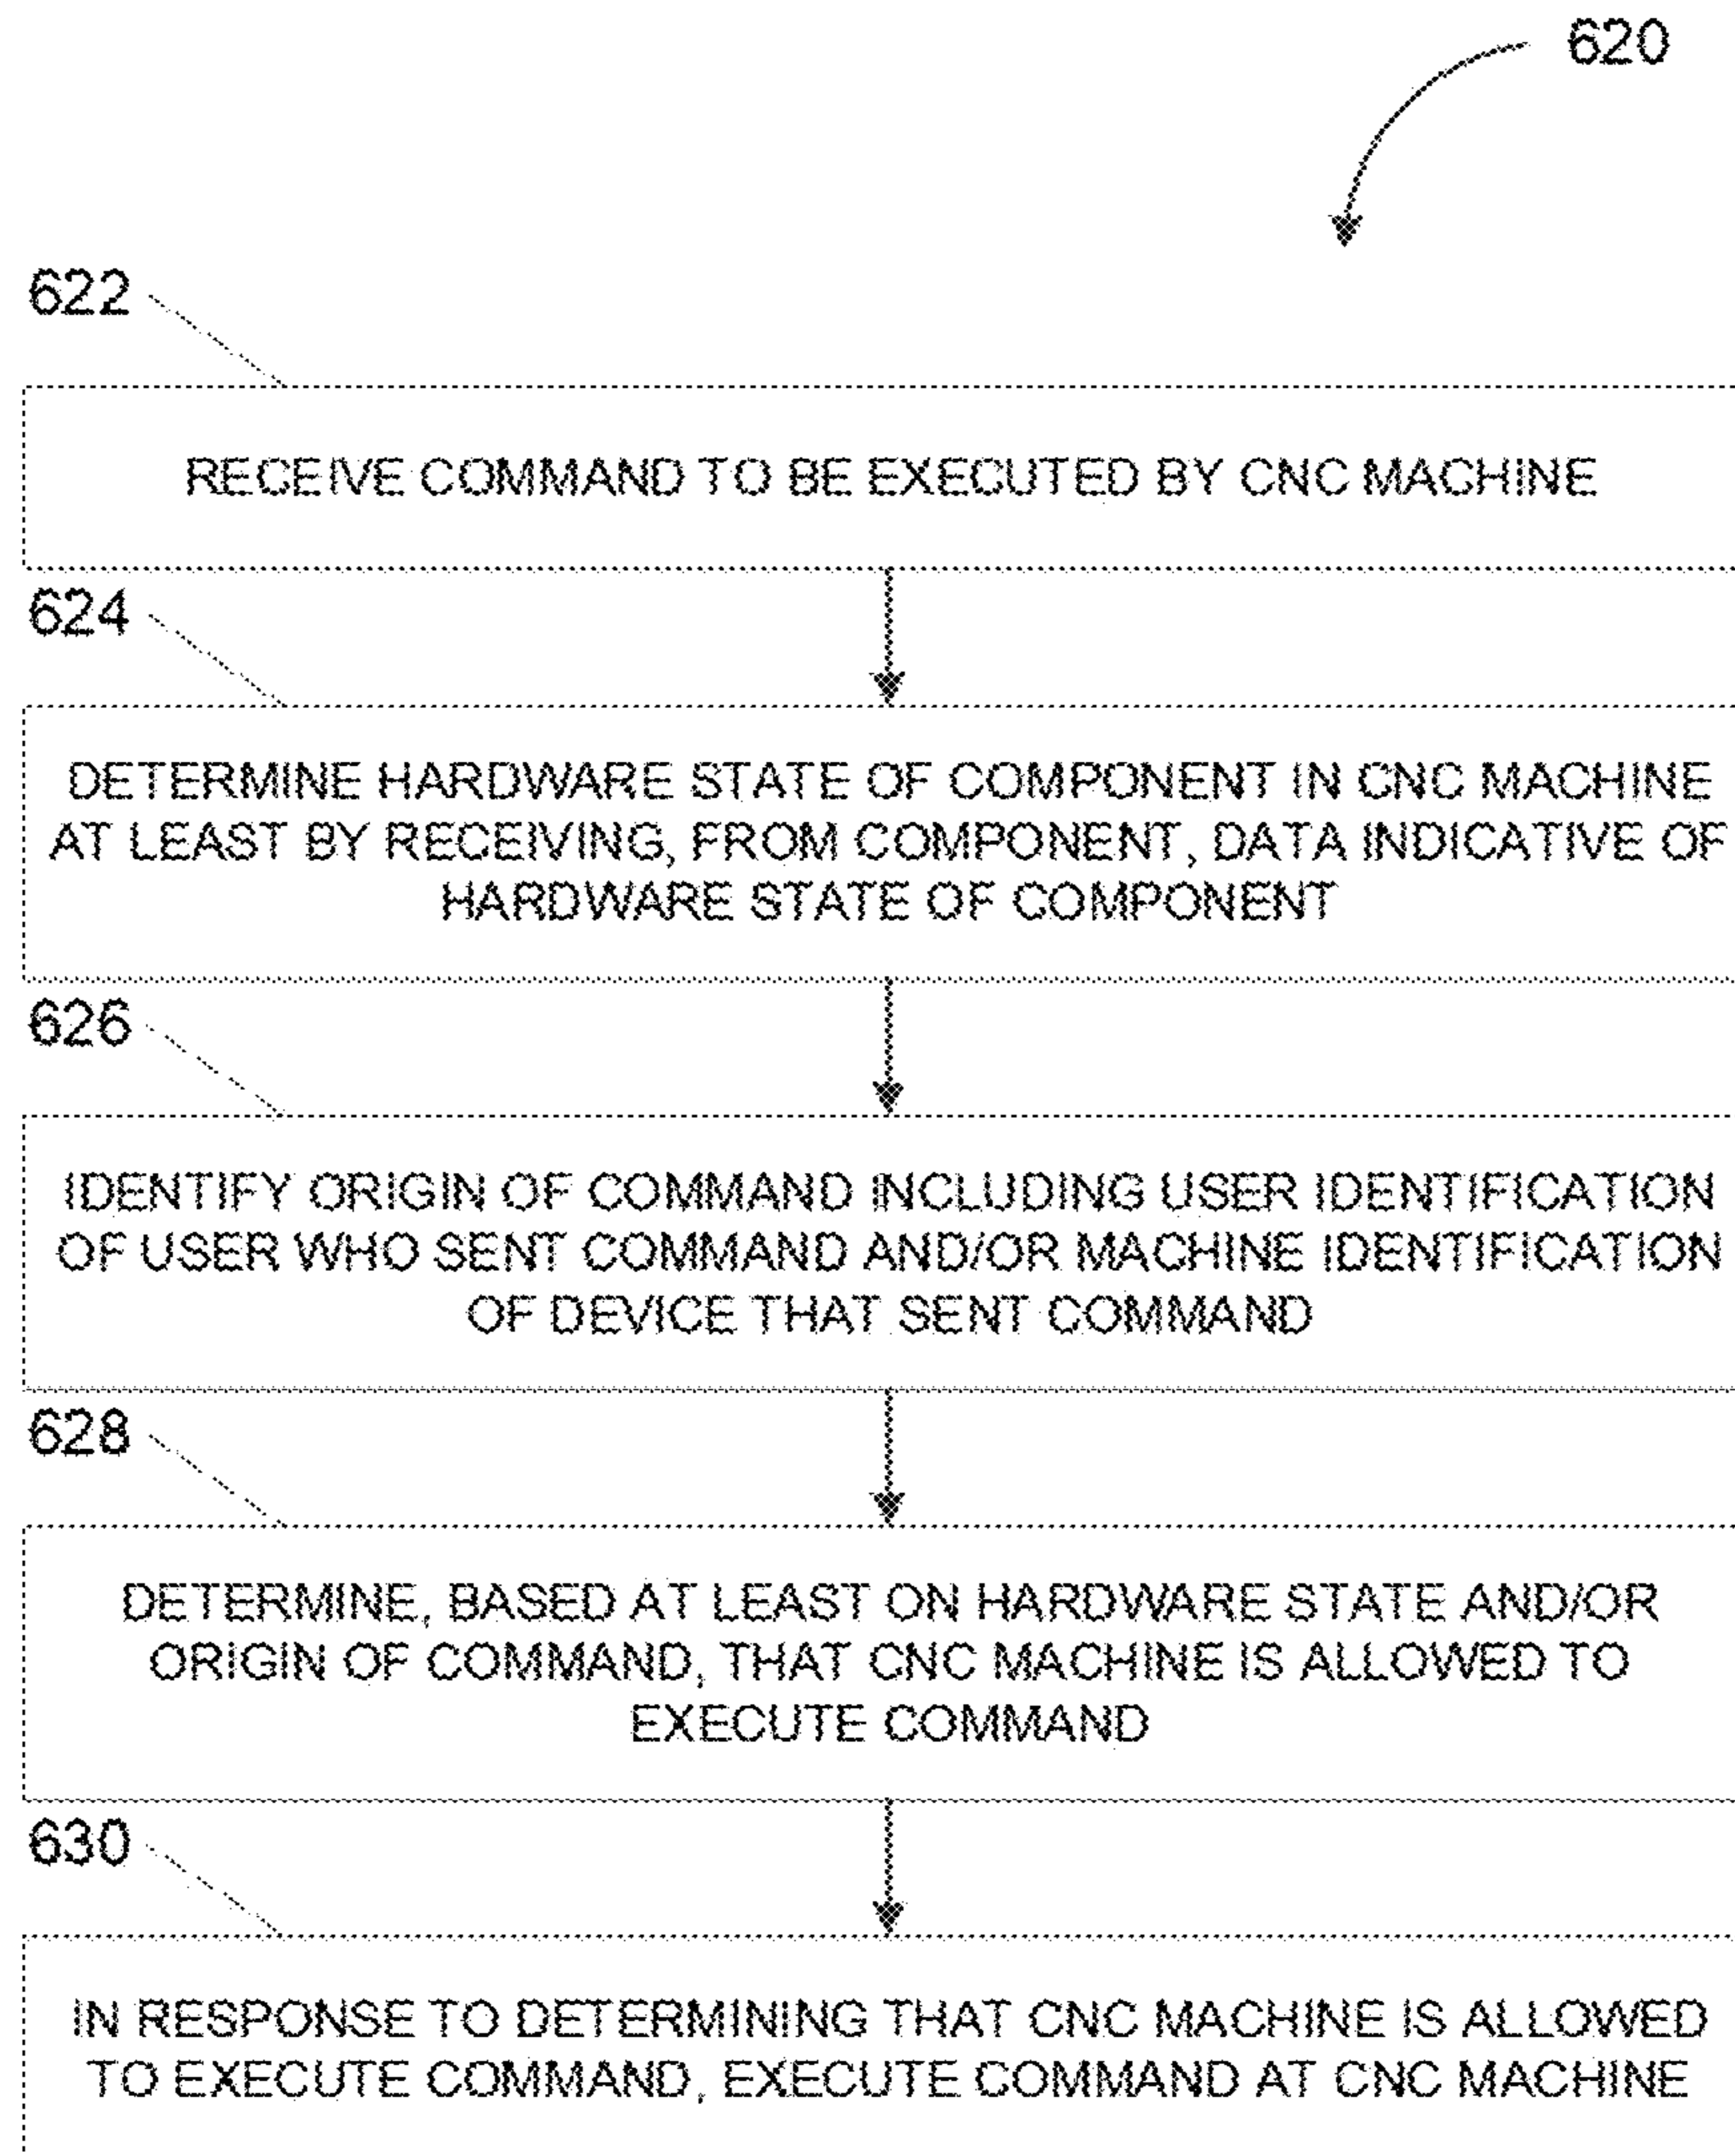 620
622
RECEIVE COMMAND TO BE EXECUTED BY CNC MACHINE
624
DETERMINE HARDWARE STATE OF COMPONENT IN CNC MACHINE
AT LEAST BY RECEIVING, FROM COMPONENT, DATA INDICATIVE OF
HARDWARE STATE OF COMPONENT
626
IDENTIFY ORIGIN OF COMMAND INCLUDING USER IDENTIFICATION
OF USER WHO SENT COMMAND AND/OR MACHINE IDENTIFICATION
OF DEVICE THAT SENT COMMAND
628
DETERMINE, BASED AT LEAST ON HARDWARE STATE AND/OR
ORIGIN OF COMMAND, THAT CNC MACHINE IS ALLOWED TO
EXECUTE COMMAND
630
IN RESPONSE TO DETERMINING THAT CNC MACHINE IS ALLOWED
TO EXECUTE COMMAND, EXECUTE COMMAND AT CNC MACHINE